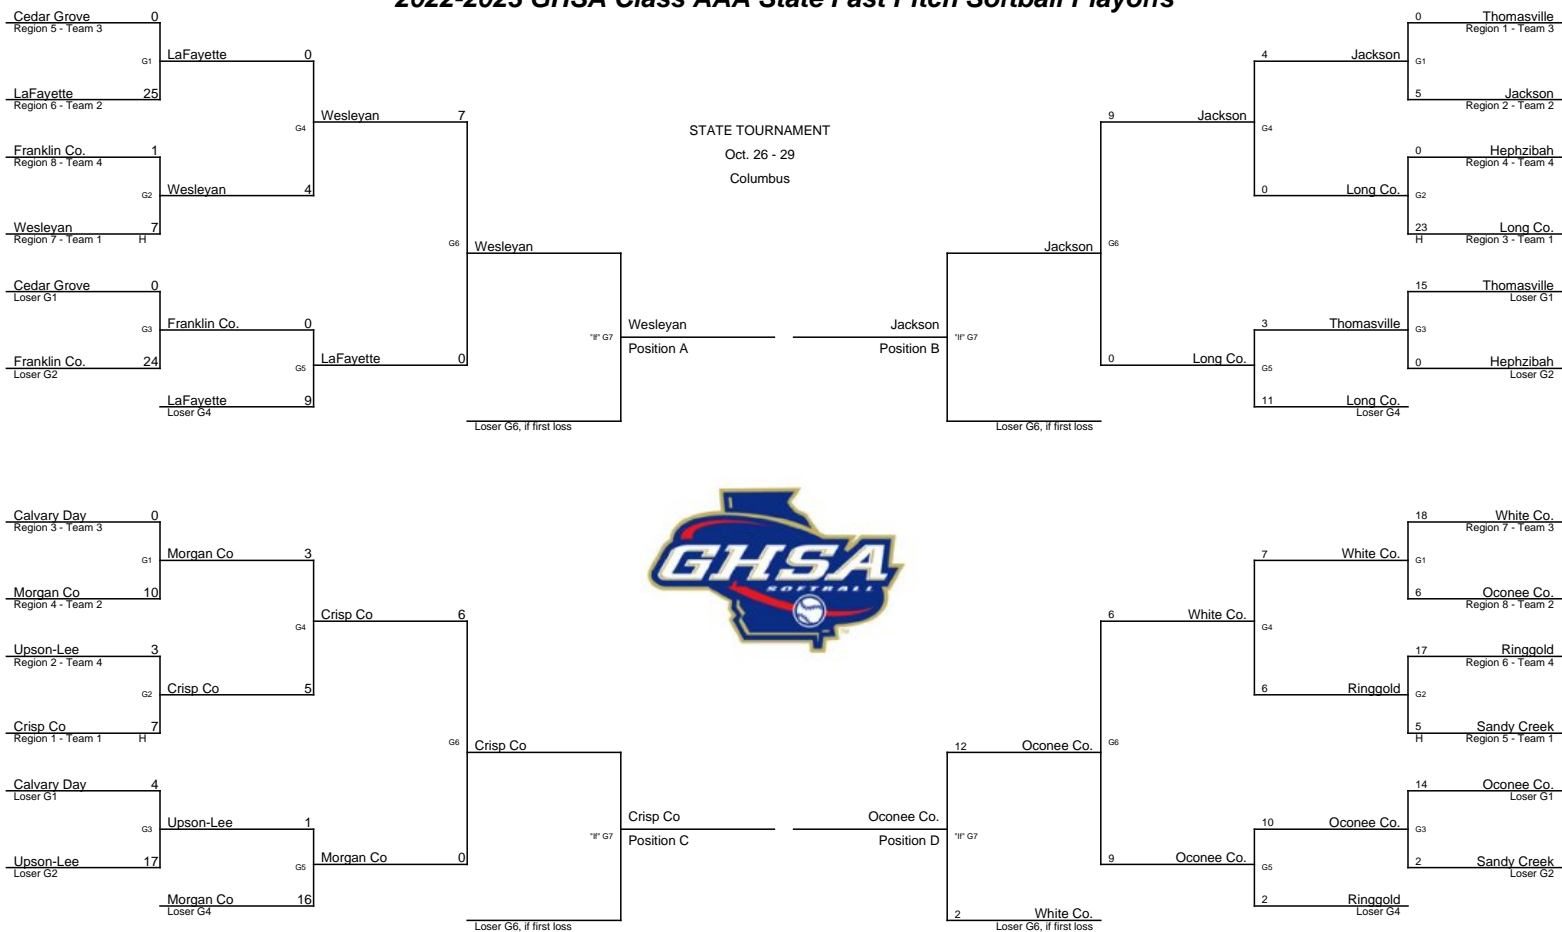 2022-2023 GHSA Class AAA State Fast Pitch Softball Playoffs
Cedar Grove 0
Region 5 - Team 3
G1
LaFayette 0
LaFayette 25
Region 6 - Team 2
G4
Wesleyan 7
Franklin Co. 1
Region 8 - Team 4
G2
Wesleyan 4
Wesleyan 7
Region 7 - Team 1 H
G6
Wesleyan
Cedar Grove 0
Loser G1
G3
Franklin Co. 0
Franklin Co. 24
Loser G2
G5
LaFayette 0
LaFayette 9
Loser G4
"If" G7
Wesleyan
Position A
Loser G6, if first loss
STATE TOURNAMENT
Oct. 26 - 29
Columbus
0 Thomasville
Region 1 - Team 3
4 Jackson
G1
5 Jackson
Region 2 - Team 2
9 Jackson
G4
0 Hephzibah
Region 4 - Team 4
0 Long Co.
G2
23 Long Co.
H Region 3 - Team 1
Jackson
G6
15 Thomasville
Loser G1
3 Thomasville
G3
0 Hephzibah
Loser G2
0 Long Co.
G5
11 Long Co.
Loser G4
Jackson
"If" G7
Position B
Loser G6, if first loss
Calvary Day 0
Region 3 - Team 3
G1
Morgan Co 3
Morgan Co 10
Region 4 - Team 2
G4
Crisp Co 6
Upson-Lee 3
Region 2 - Team 4
G2
Crisp Co 5
Crisp Co 7
Region 1 - Team 1 H
G6
Crisp Co
Calvary Day 4
Loser G1
G3
Upson-Lee 1
Upson-Lee 17
Loser G2
G5
Morgan Co 0
Morgan Co 16
Loser G4
"If" G7
Crisp Co
Position C
Loser G6, if first loss
GHSA
SOFTBALL
TM
18 White Co.
Region 7 - Team 3
7 White Co.
G1
6 Oconee Co.
Region 8 - Team 2
6 White Co.
G4
17 Ringgold
Region 6 - Team 4
6 Ringgold
G2
5 Sandy Creek
H Region 5 - Team 1
12 Oconee Co.
G6
14 Oconee Co.
Loser G1
10 Oconee Co.
G3
2 Sandy Creek
Loser G2
9 Oconee Co.
G5
2 Ringgold
Loser G4
Oconee Co.
"If" G7
Position D
2 White Co.
Loser G6, if first loss